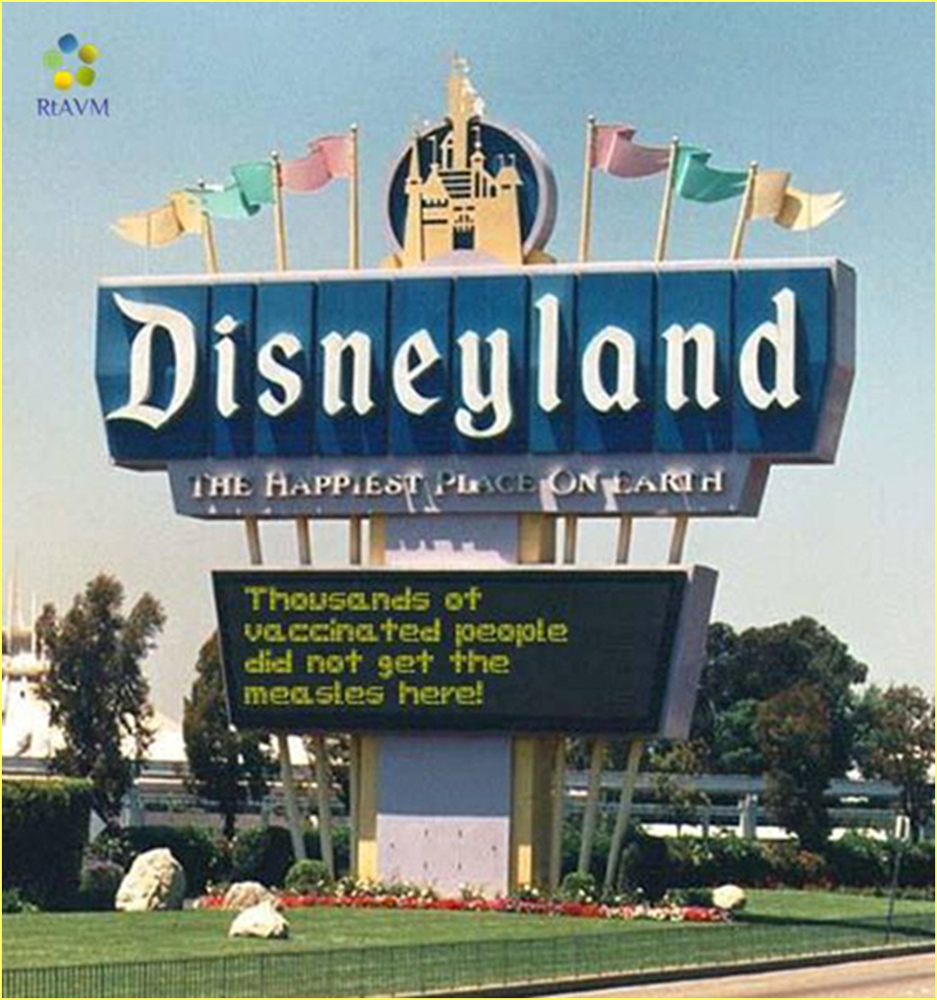 RtAVM
Disneyland
THE HAPPIEST PLACE ON EARTH
Thousands of
vaccinated people
did not get the
measles here!